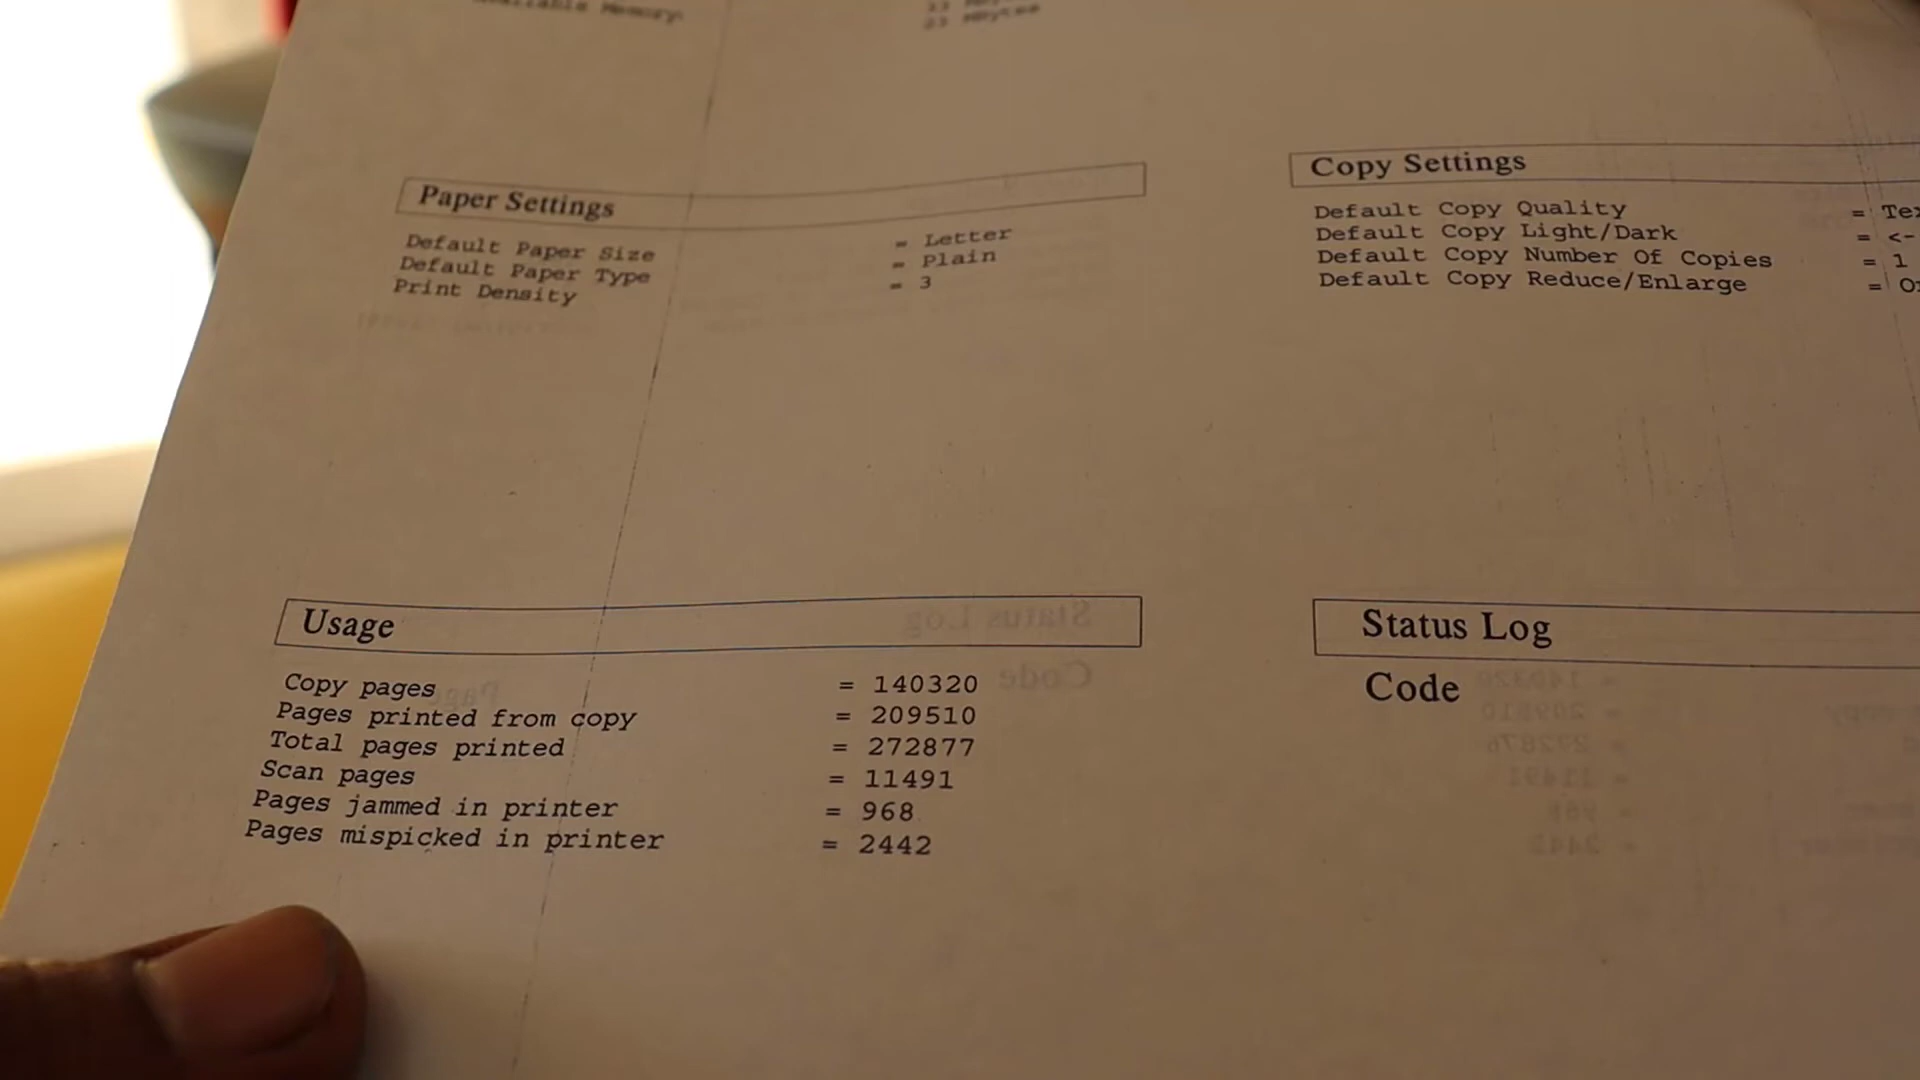 Memory
MBytes
Paper Settings
Default Paper Size = Letter
Default Paper Type = Plain
Print Density = 3
Copy Settings
Default Copy Quality = Tex
Default Copy Light/Dark = <-
Default Copy Number Of Copies = 1
Default Copy Reduce/Enlarge =
Usage
Copy pages = 140320
Pages printed from copy = 209510
Total pages printed = 272877
Scan pages = 11491
Pages jammed in printer = 968
Pages mispicked in printer = 2442
Status Log
Code